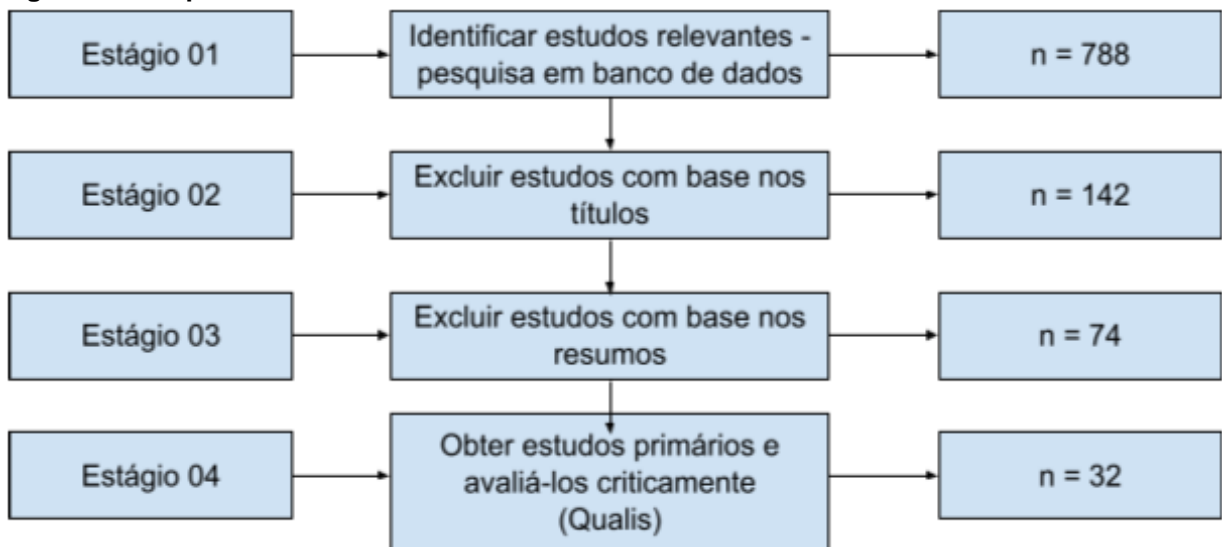 Estágio 01
Identificar estudos relevantes -
pesquisa em banco de dados
n = 788
Estágio 02
Excluir estudos com base nos
títulos
n = 142
Estágio 03
Excluir estudos com base nos
resumos
n = 74
Estágio 04
Obter estudos primários e
avaliá-los criticamente
(Qualis)
n = 32